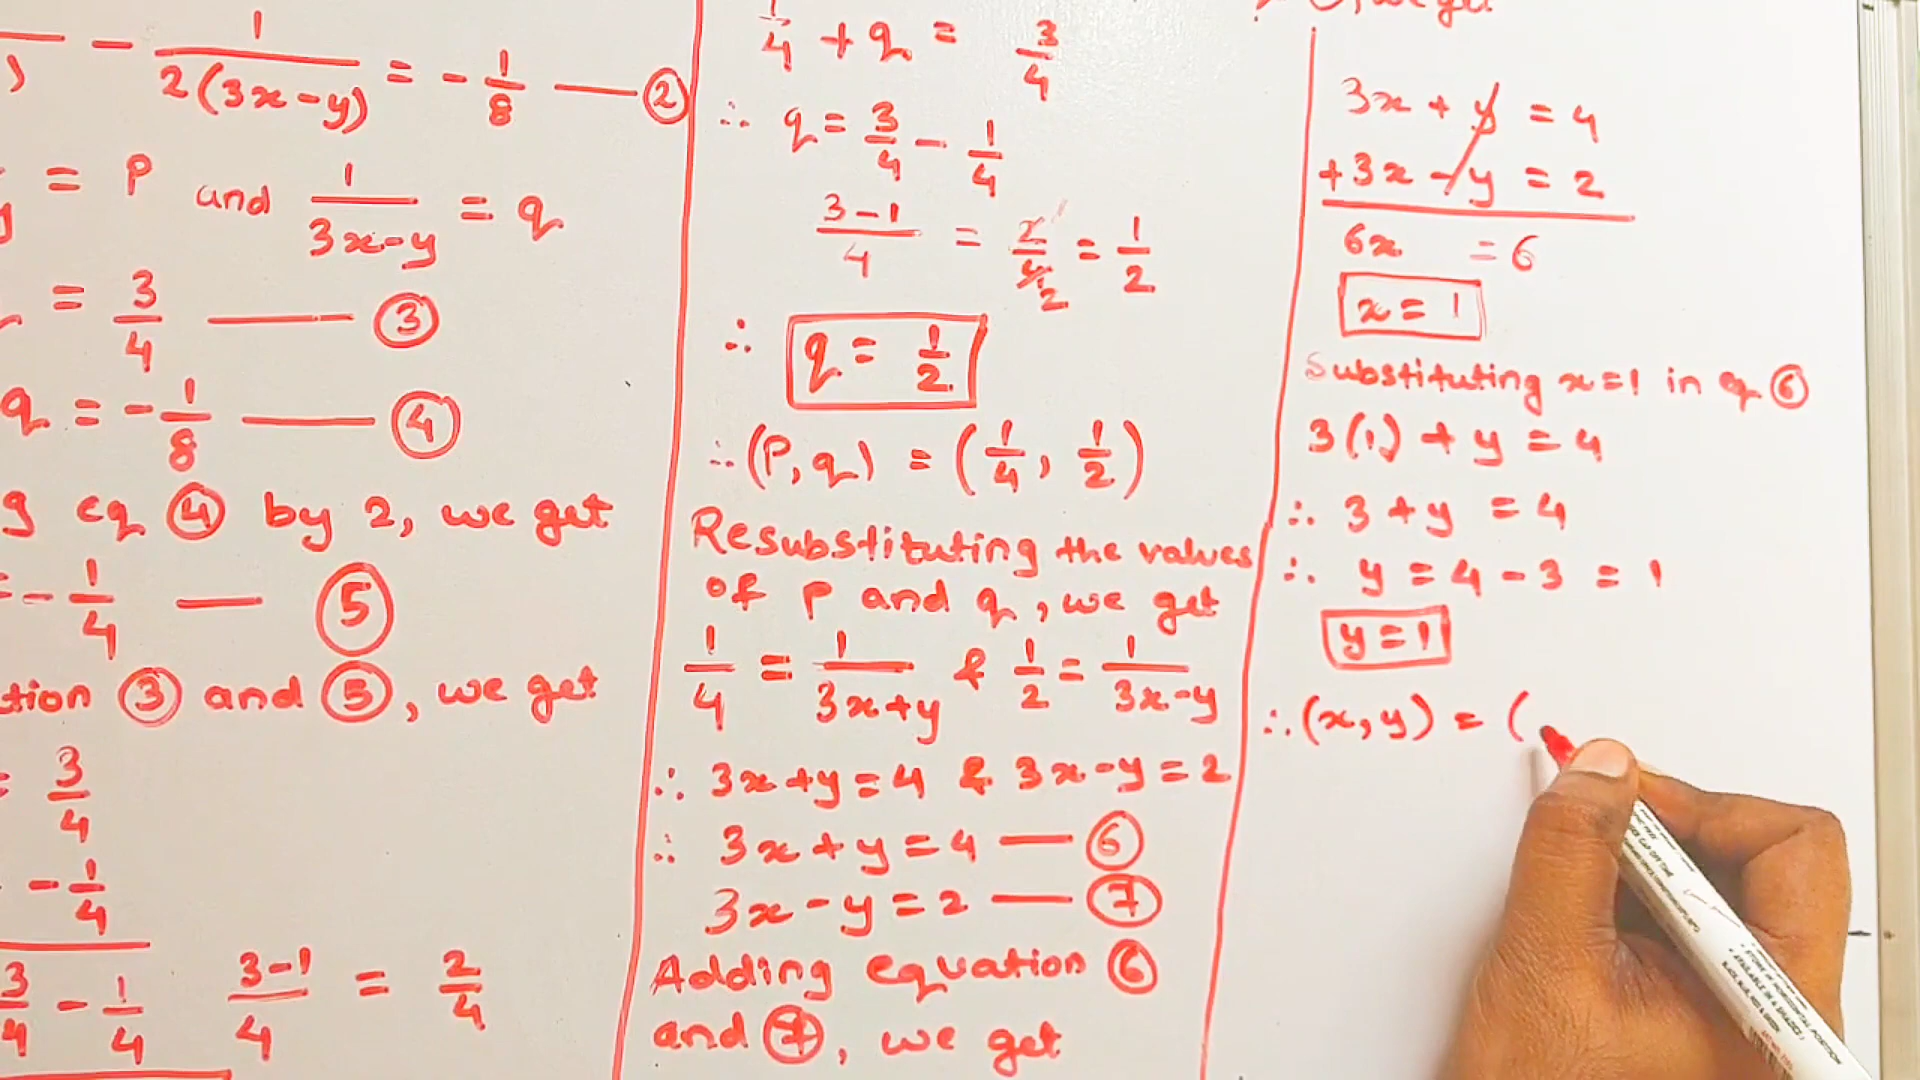 - 1/2(3x-y) = - 1/8 —— ②
= P and 1/3x-y = q
= 3/4 —— ③
q = - 1/8 —— ④
g eq ④ by 2, we get
= - 1/4 — ⑤
tion ③ and ⑤, we get
= 3/4
- 1/4
3/4 - 1/4 3-1/4 = 2/4
1/4 + q = 3/4
∴ q = 3/4 - 1/4
3-1/4 = 2/4 = 1/2
∴ q = 1/2
∴ (P, q) = (1/4, 1/2)
Resubstituting the values
of P and q, we get
1/4 = 1/3x+y & 1/2 = 1/3x-y
∴ 3x+y=4 & 3x-y=2
∴ 3x+y=4 — ⑥
3x-y=2 — ⑦
Adding equation ⑥
and ⑦, we get
we get
3x + y = 4
+3x - y = 2
6x = 6
x = 1
Substituting x=1 in eq ⑥
3(1) + y = 4
∴ 3 + y = 4
∴ y = 4 - 3 = 1
y = 1
∴ (x, y) = (